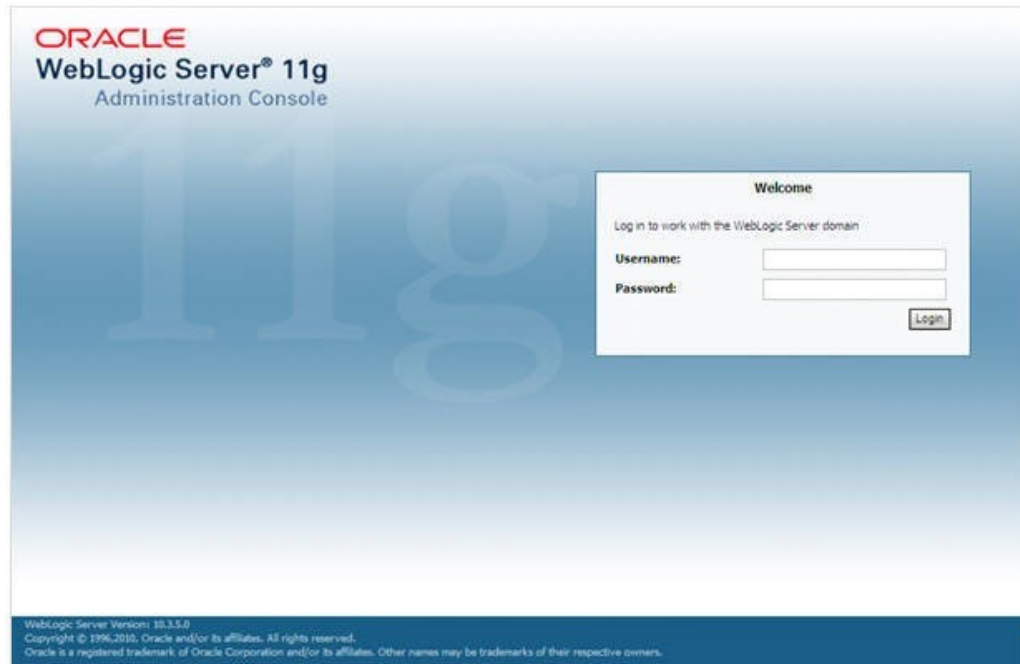 ORACLE
WebLogic Server® 11g
Administration Console
11g
Welcome
Log in to work with the WebLogic Server domain
Username:
Password:
Login
WebLogic Server Version: 10.3.5.0
Copyright © 1996,2010, Oracle and/or its affiliates. All rights reserved.
Oracle is a registered trademark of Oracle Corporation and/or its affiliates. Other names may be trademarks of their respective owners.